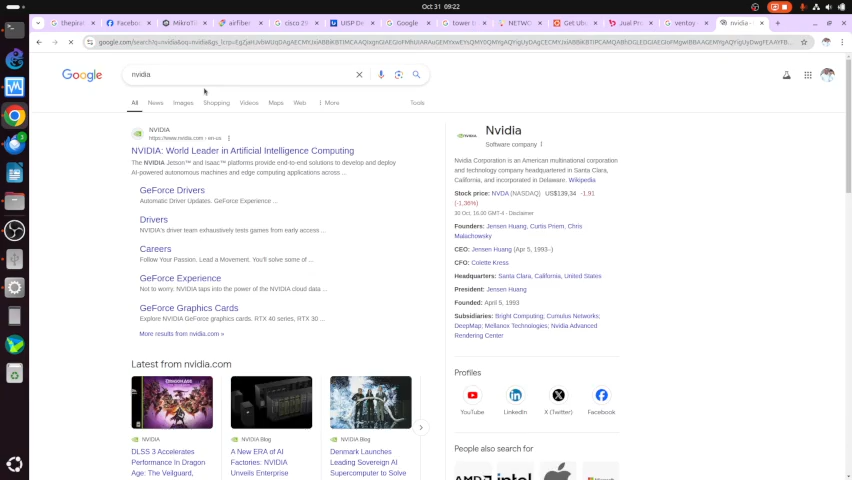 Oct 31 09:22
thepirat
Facebook
MikroTi
airfiber
cisco 29
UISP De
Google
tower b
NETWO
Get Ubu
Jual Pro
ventoy
nvidia -
nvidia
All
News
Images
Shopping
Videos
Maps
Web
More
Tools
NVIDIA
https://www.nvidia.com › en-us
NVIDIA: World Leader in Artificial Intelligence Computing
The NVIDIA Jetson™ and Isaac™ platforms provide end-to-end solutions to develop and deploy
AI-powered autonomous machines and edge computing applications across ...
GeForce Drivers
Automatic Driver Updates. GeForce Experience ...
Drivers
NVIDIA's driver team exhaustively tests games from early access ...
Careers
Follow Your Passion. Lead a Movement. You'll solve some of ...
GeForce Experience
Not to worry. NVIDIA taps into the power of the NVIDIA cloud data ...
GeForce Graphics Cards
Explore NVIDIA GeForce graphics cards. RTX 40 series. RTX 30 ...
More results from nvidia.com »
Latest from nvidia.com
NVIDIA
DLSS 3 Accelerates
Performance In Dragon
Age: The Veilguard,
NVIDIA Blog
A New ERA of AI
Factories: NVIDIA
Unveils Enterprise
NVIDIA Blog
Denmark Launches
Leading Sovereign AI
Supercomputer to Solve
Nvidia
Software company
Nvidia Corporation is an American multinational corporation
and technology company headquartered in Santa Clara,
California, and incorporated in Delaware. Wikipedia
Stock price: NVDA (NASDAQ) US$139,34 -1,91
(-1,36%)
30 Oct, 16.00 GMT-4 - Disclaimer
Founders: Jensen Huang, Curtis Priem, Chris
Malachowsky
CEO: Jensen Huang (Apr 5, 1993–)
CFO: Colette Kress
Headquarters: Santa Clara, California, United States
President: Jensen Huang
Founded: April 5, 1993
Subsidiaries: Bright Computing; Cumulus Networks;
DeepMap; Mellanox Technologies; Nvidia Advanced
Rendering Center
Profiles
YouTube
LinkedIn
X (Twitter)
Facebook
People also search for
AMD
intel